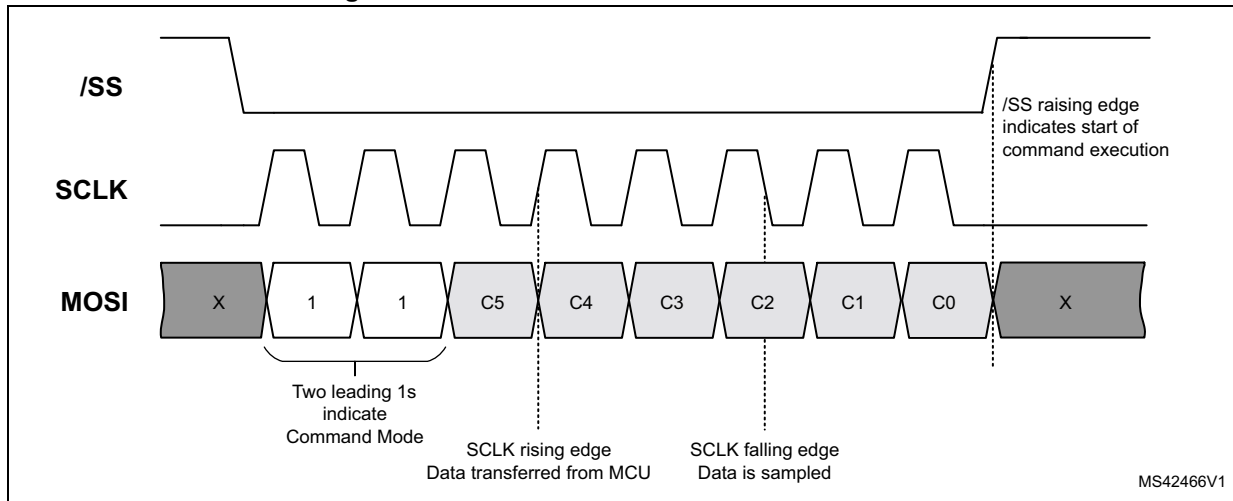 /SS
/SS raising edge
indicates start of
command execution
SCLK
MOSI
X 1 1 C5 C4 C3 C2 C1 C0 X
Two leading 1s
indicate
Command Mode
SCLK rising edge
Data transferred from MCU
SCLK falling edge
Data is sampled
MS42466V1